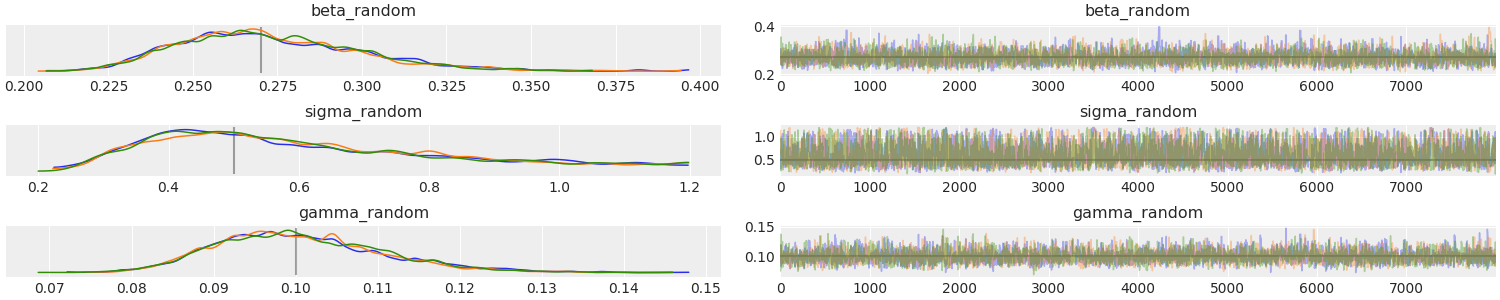 beta_random
0.200 0.225 0.250 0.275 0.300 0.325 0.350 0.375 0.400
beta_random
0.4
0.2
0 1000 2000 3000 4000 5000 6000 7000
sigma_random
0.2 0.4 0.6 0.8 1.0 1.2
sigma_random
1.0
0.5
0 1000 2000 3000 4000 5000 6000 7000
gamma_random
0.07 0.08 0.09 0.10 0.11 0.12 0.13 0.14 0.15
gamma_random
0.15
0.10
0 1000 2000 3000 4000 5000 6000 7000